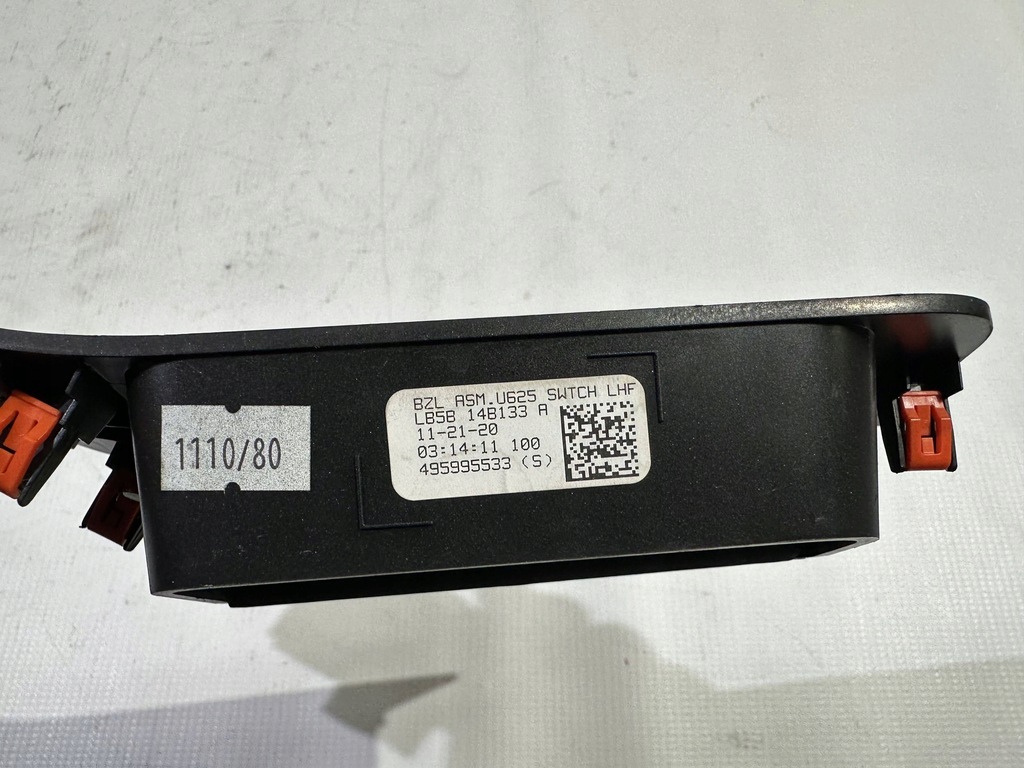 1110/80
BZL ASM.U625 SWTCH LHF
LB5B 14B133 A
11-21-20
03:14:11 100
495995533 (S)